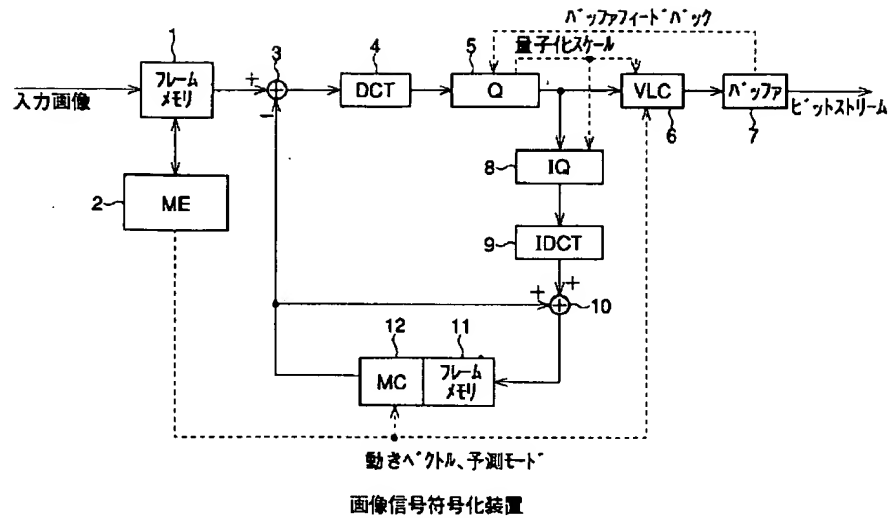 バッファフィードバック
量子化スケール
1
3
4
5
入力画像
フレーム
メモリ
+
-
DCT
Q
VLC
バッファ
6
7
ビットストリーム
8
IQ
2
ME
9
IDCT
+
+
10
12
11
MC
フレーム
メモリ
動きベクトル、予測モード
画像信号符号化装置